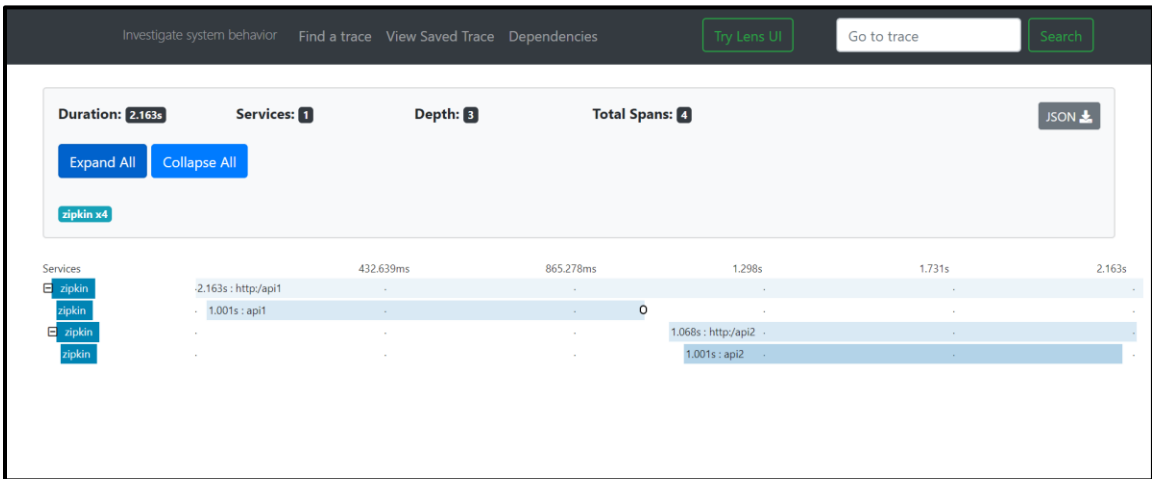 Investigate system behavior Find a trace View Saved Trace Dependencies Try Lens UI Go to trace Search
Duration: 2.163s Services: 1 Depth: 3 Total Spans: 4 JSON
Expand All Collapse All
zipkin x4
Services 432.639ms 865.278ms 1.298s 1.731s 2.163s
zipkin 2.163s : http:/api1
zipkin 1.001s : api1
zipkin 1.068s : http:/api2
zipkin 1.001s : api2